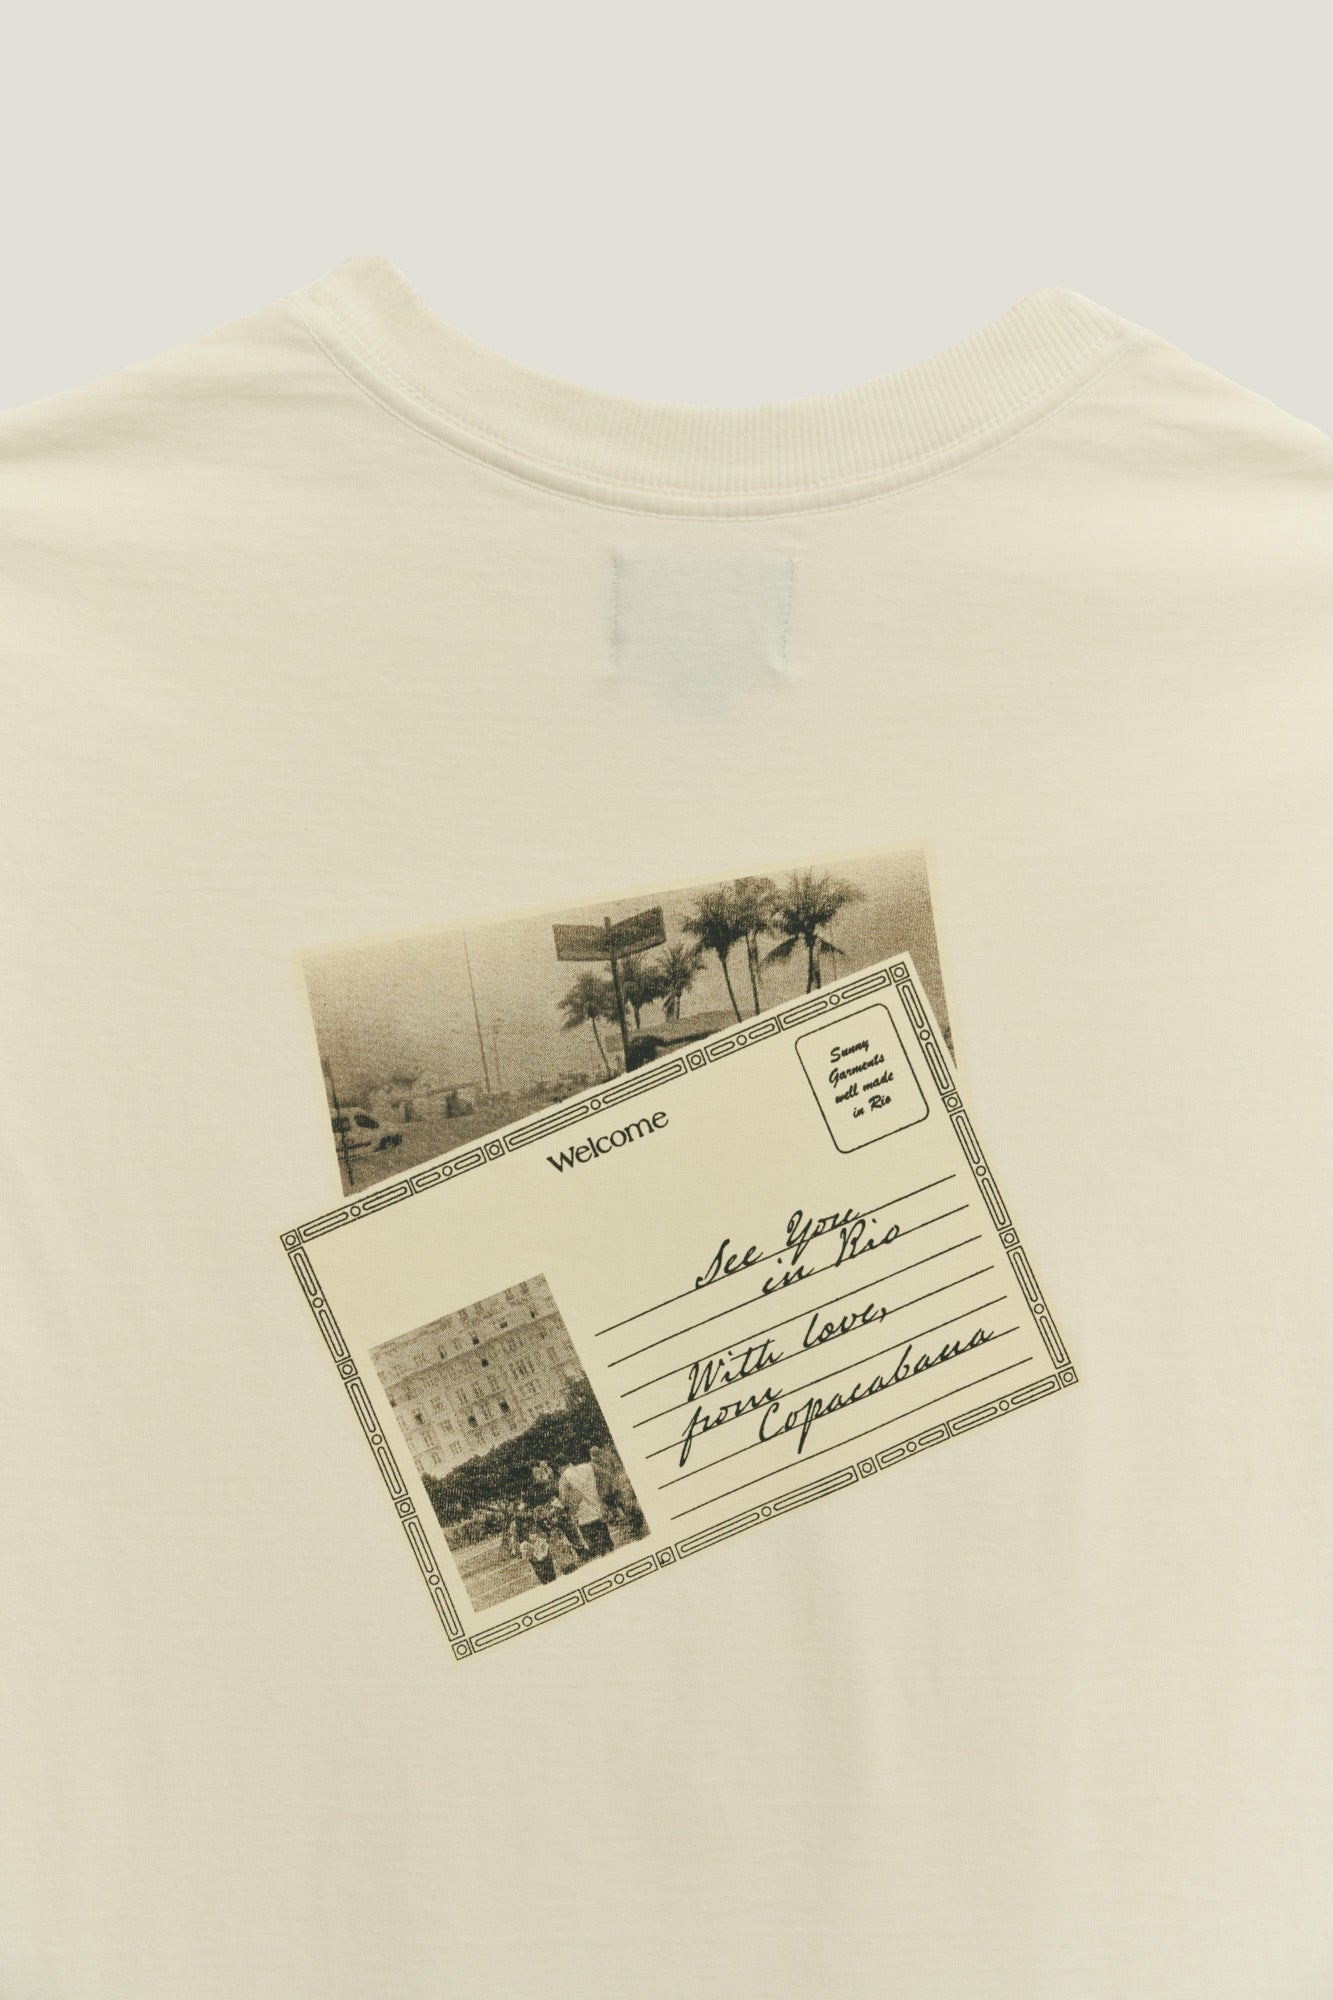 Welcome
Sunny
Garments
well made
in Rio
See You
in Rio
With love,
from
Copacabana